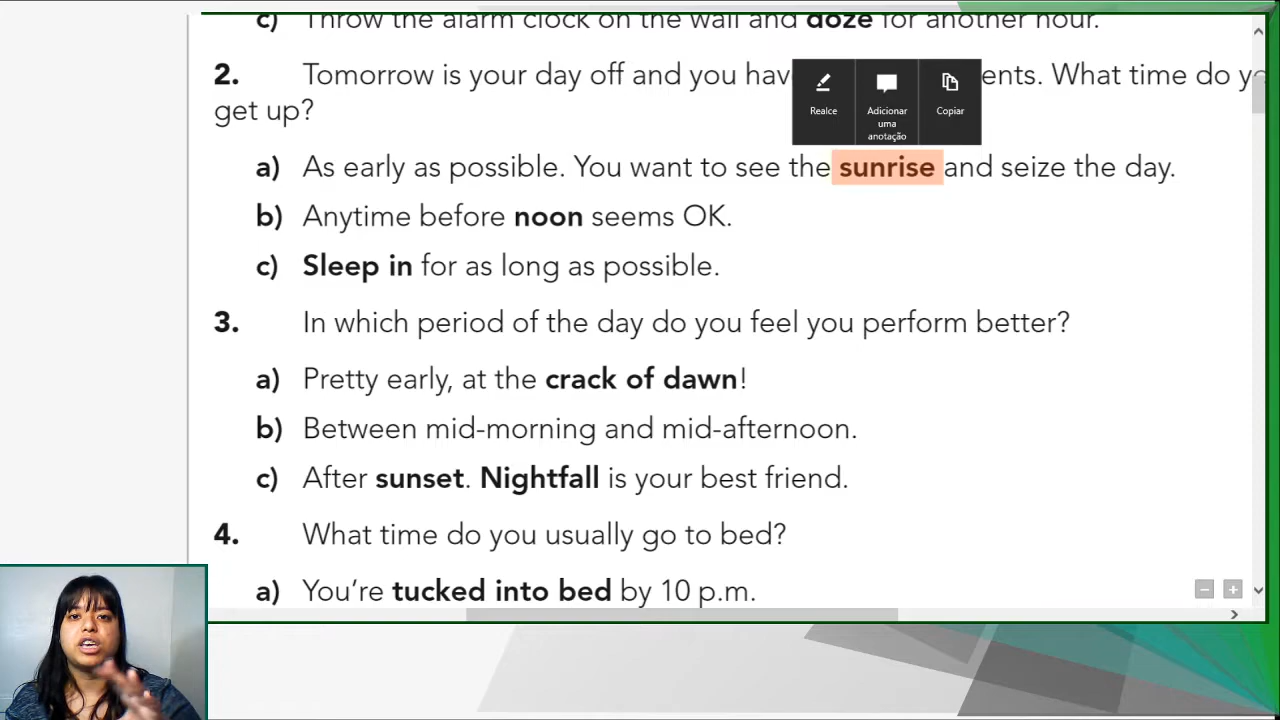 c) Throw the alarm clock on the wall and doze for another hour.
2. Tomorrow is your day off and you hav ents. What time do y
get up?
Realce
Adicionar
uma
anotação
Copiar
a) As early as possible. You want to see the sunrise and seize the day.
b) Anytime before noon seems OK.
c) Sleep in for as long as possible.
3. In which period of the day do you feel you perform better?
a) Pretty early, at the crack of dawn!
b) Between mid-morning and mid-afternoon.
c) After sunset. Nightfall is your best friend.
4. What time do you usually go to bed?
a) You're tucked into bed by 10 p.m.